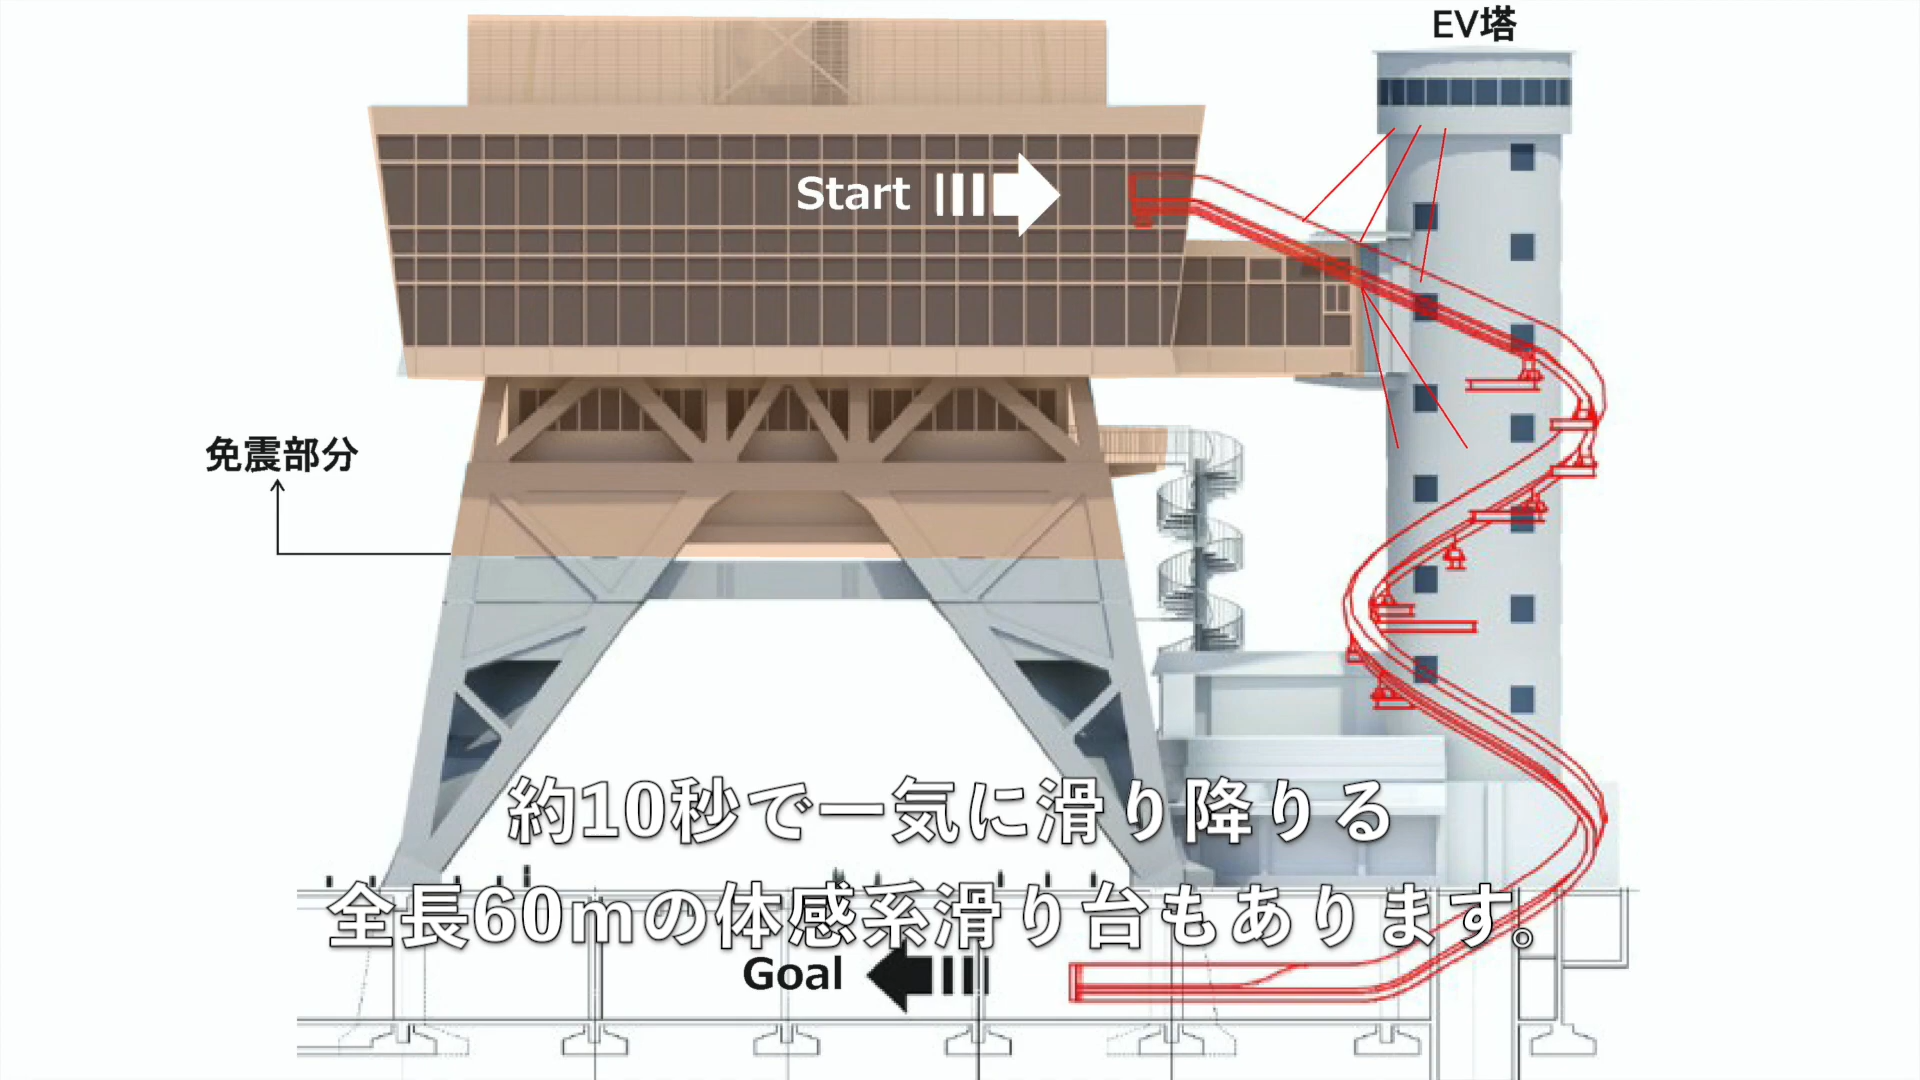 EV塔
Start
免震部分
約10秒で一気に滑り降りる
全長60mの体感系滑り台もあります。
Goal